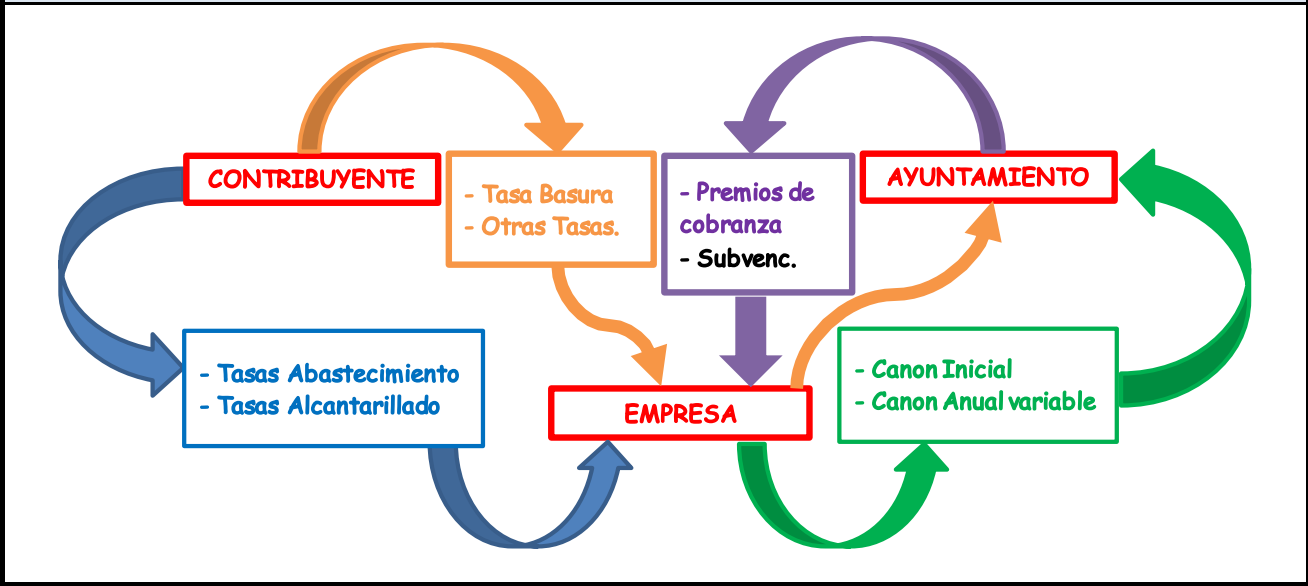 CONTRIBUYENTE
- Tasa Basura
- Otras Tasas.
- Premios de
cobranza
- Subvenc.
AYUNTAMIENTO
- Tasas Abastecimiento
- Tasas Alcantarillado
EMPRESA
- Canon Inicial
- Canon Anual variable